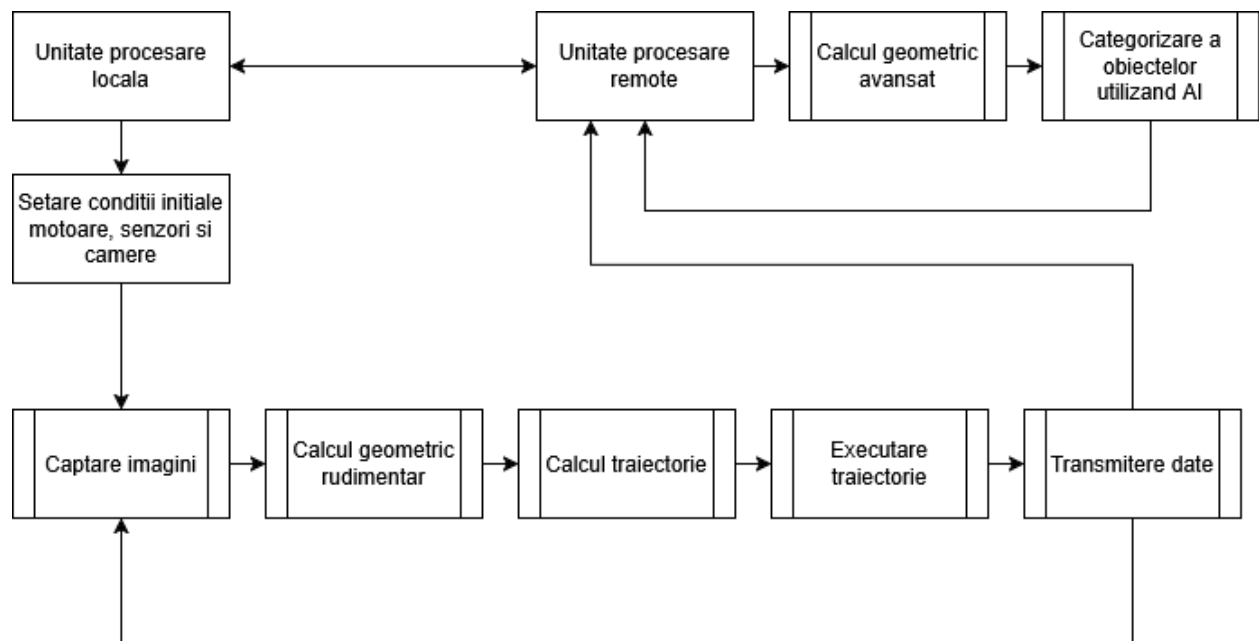 Unitate procesare
locala
Unitate procesare
remote
Calcul geometric
avansat
Categorizare a
obiectelor
utilizand AI
Setare conditii initiale
motoare, senzori si
camere
Captare imagini
Calcul geometric
rudimentar
Calcul traiectorie
Executare
traiectorie
Transmitere date